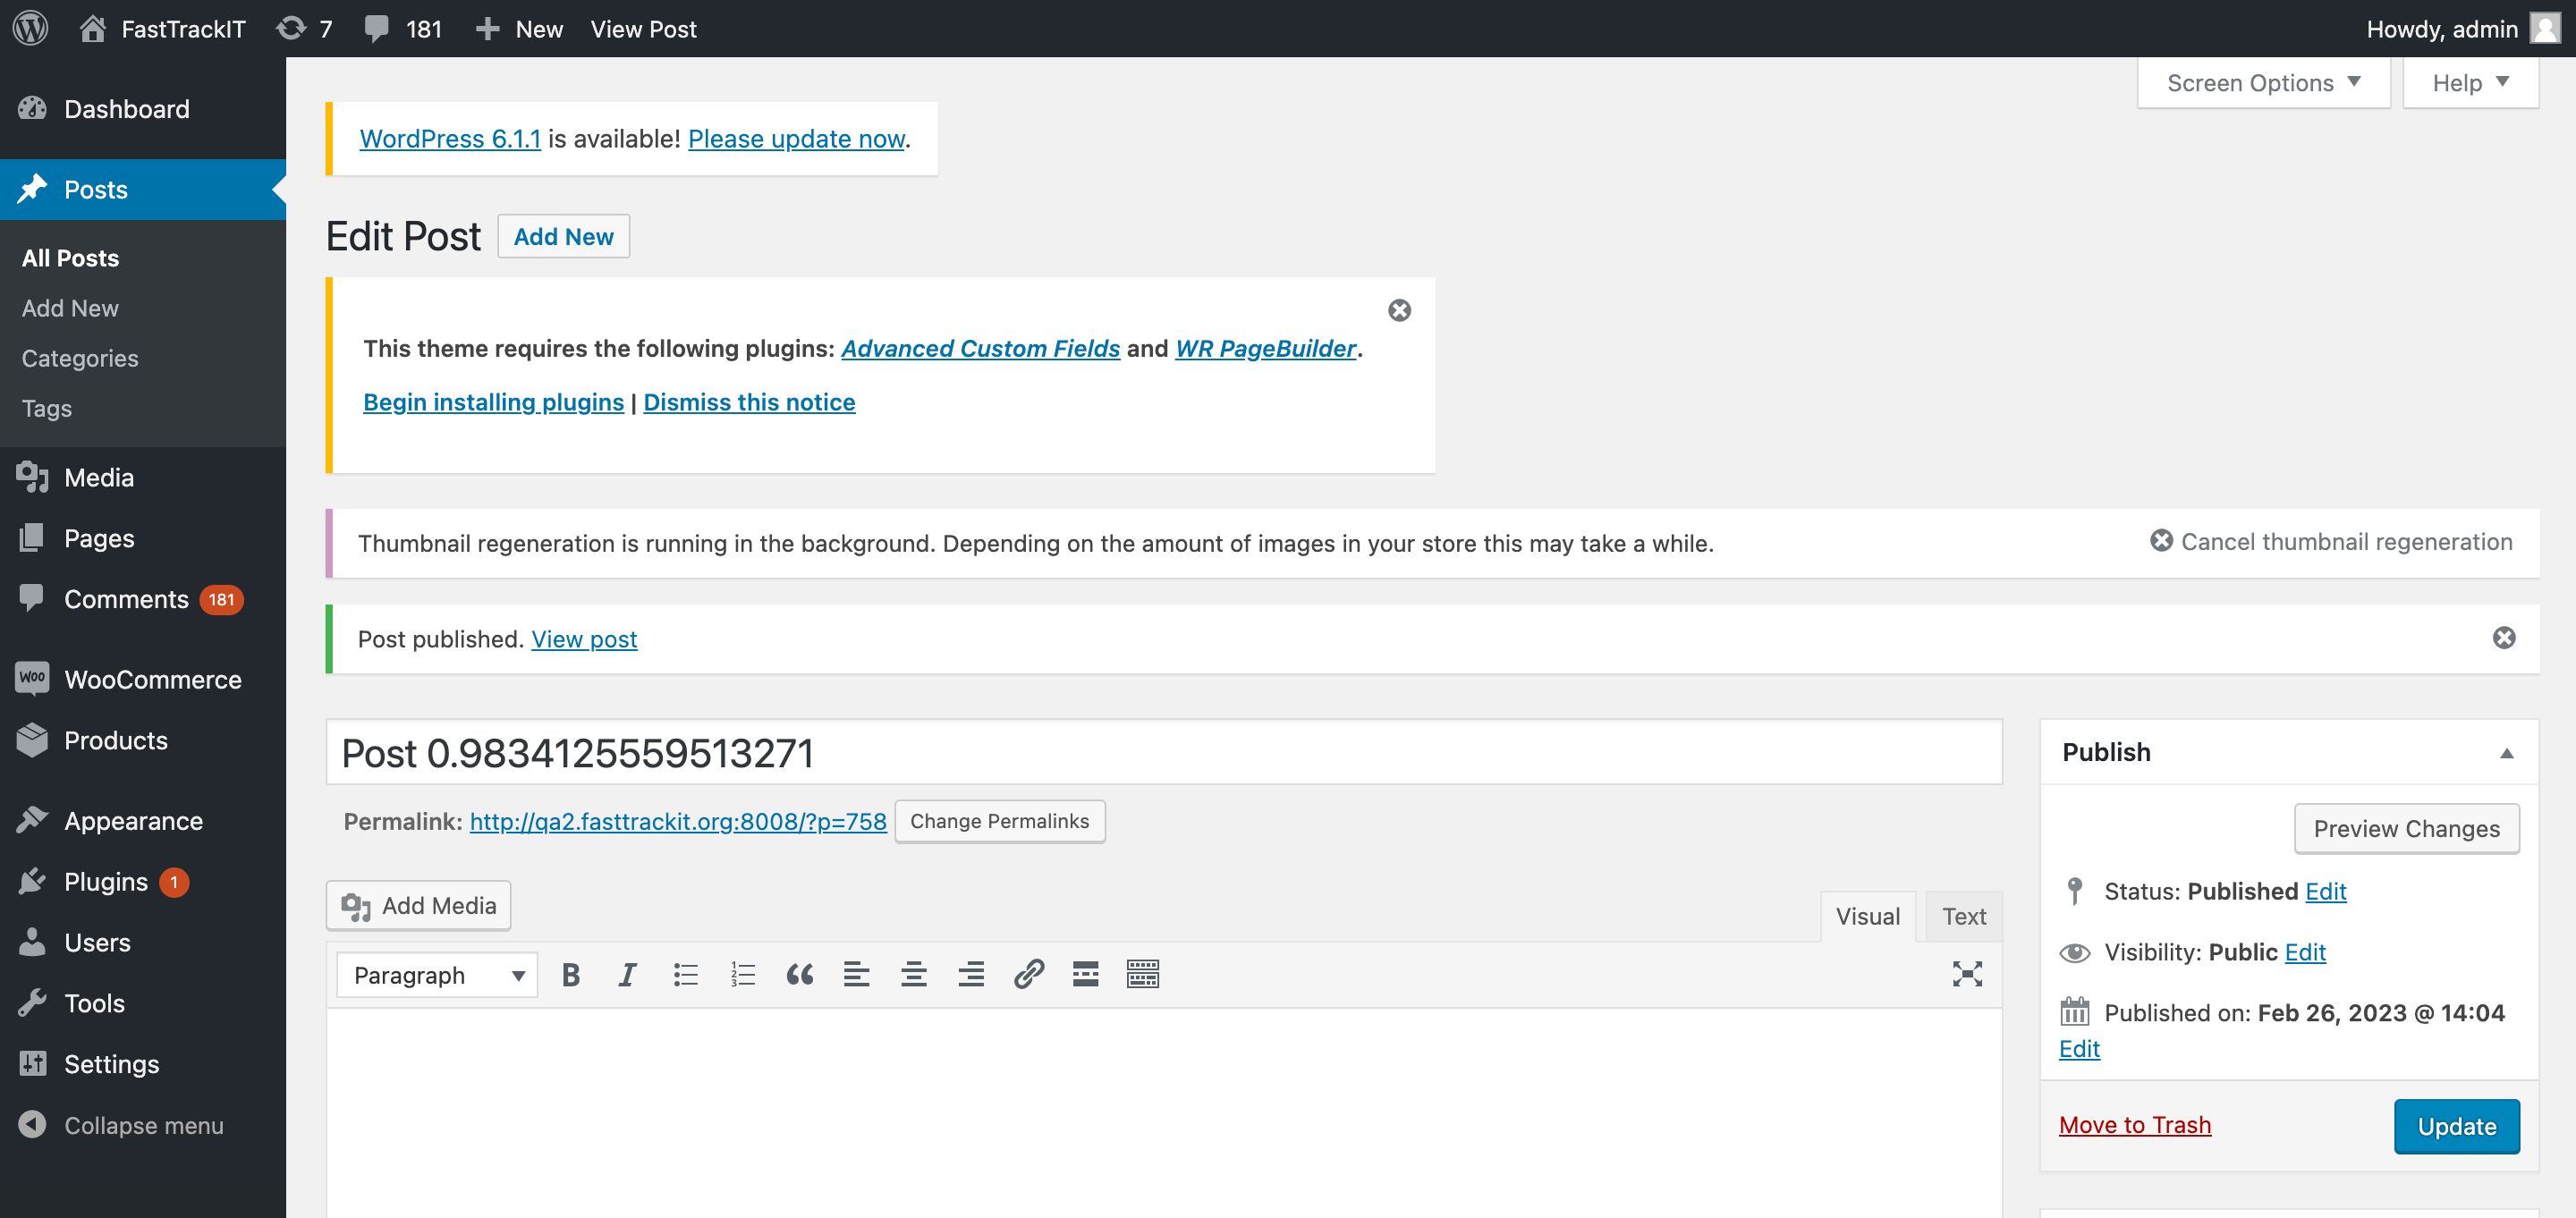 FastTrackIT 7 181 New View Post Howdy, admin
Screen Options Help
Dashboard
Posts
All Posts
Add New
Categories
Tags
Media
Pages
Comments 181
WooCommerce
Products
Appearance
Plugins 1
Users
Tools
Settings
Collapse menu
WordPress 6.1.1 is available! Please update now.
Edit Post Add New
This theme requires the following plugins: Advanced Custom Fields and WR PageBuilder.
Begin installing plugins | Dismiss this notice
Thumbnail regeneration is running in the background. Depending on the amount of images in your store this may take a while. Cancel thumbnail regeneration
Post published. View post
Post 0.9834125559513271
Permalink: http://qa2.fasttrackit.org:8008/?p=758 Change Permalinks
Add Media
Visual Text
Paragraph
Publish
Preview Changes
Status: Published Edit
Visibility: Public Edit
Published on: Feb 26, 2023 @ 14:04
Edit
Move to Trash Update